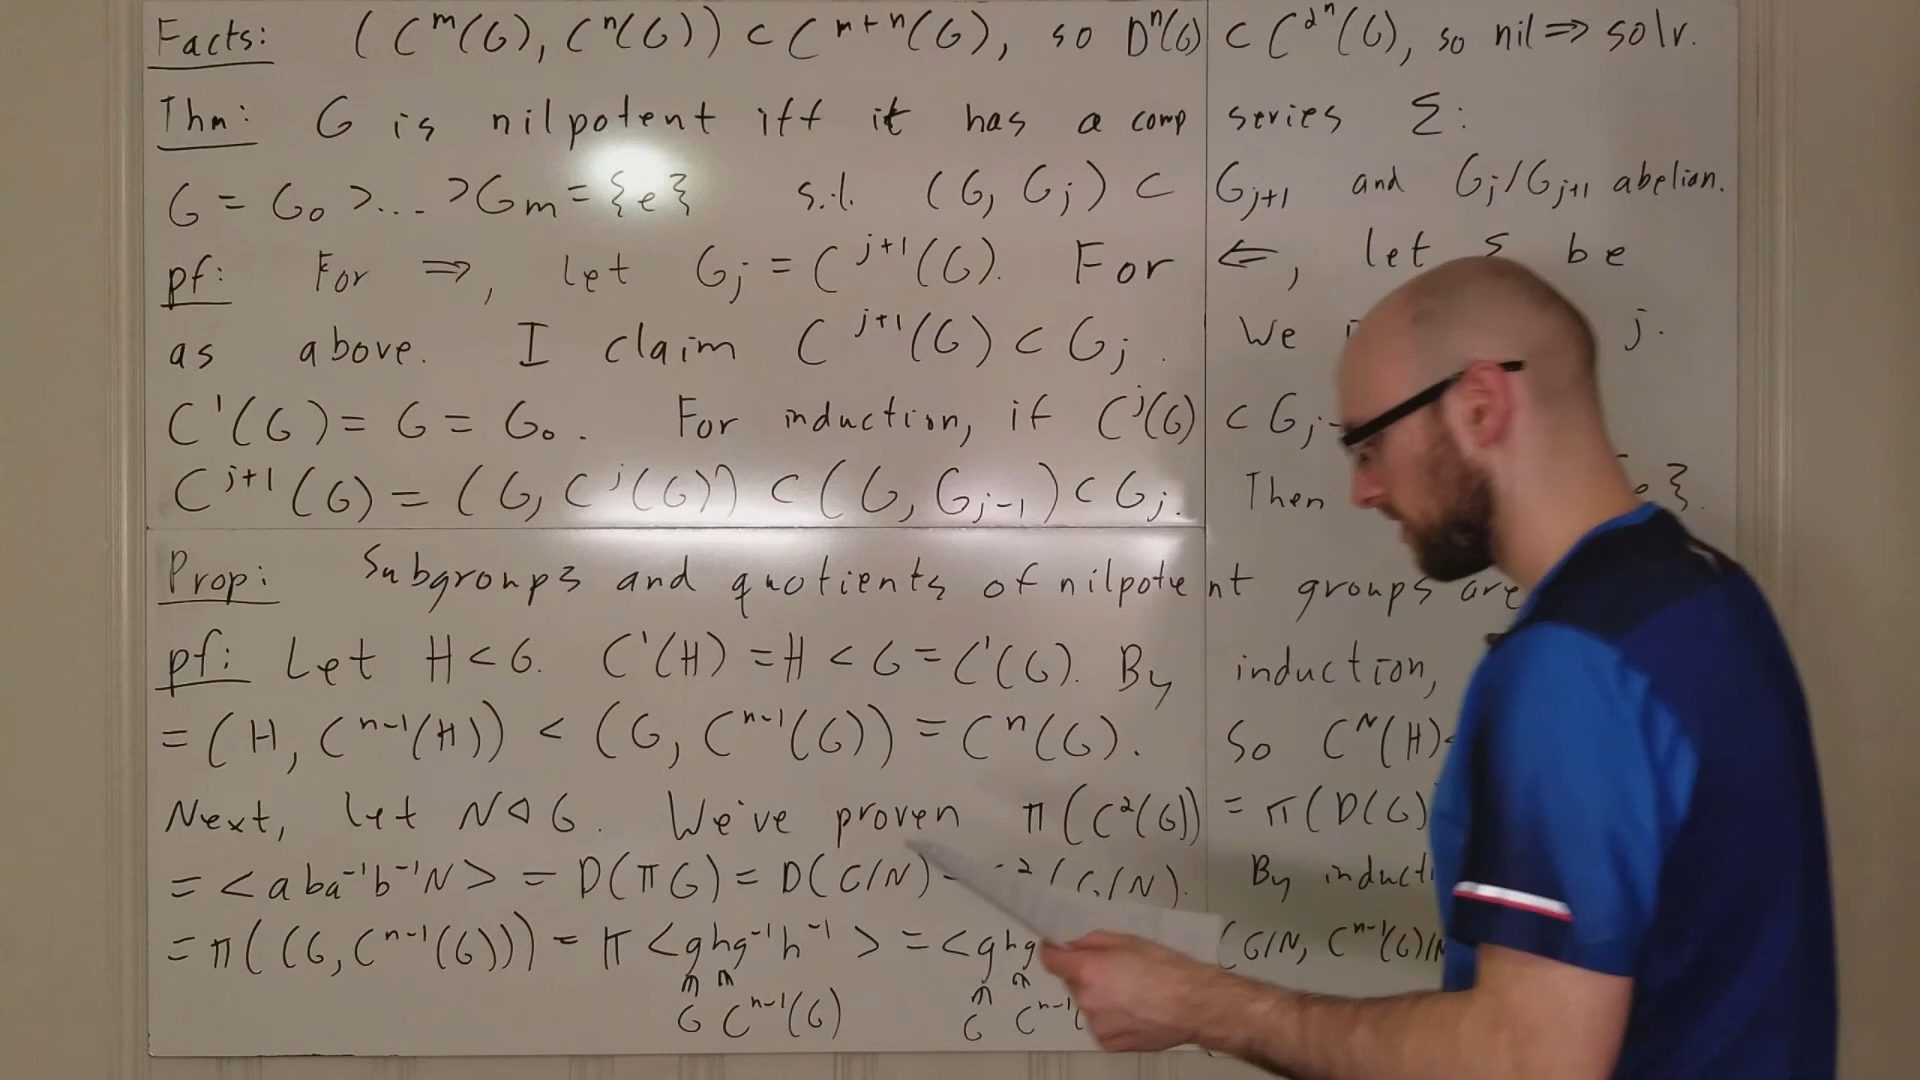 Facts: (C^m(G), C^n(G)) ⊂ C^{m+n}(G), so D^n(G) ⊂ C^{2^n}(G), so nil ⇒ solv.
Thm: G is nilpotent iff it has a comp series Σ:
G = G_0 > ... > G_m = {e} s.t. (G, G_j) ⊂ G_{j+1} and G_j/G_{j+1} abelian.
pf: For ⇒, let G_j = C^{j+1}(G). For ⇐, let Σ be
as above. I claim C^{j+1}(G) ⊂ G_j. We j.
C^1(G) = G = G_0. For induction, if C^j(G) ⊂ G_{j-
C^{j+1}(G) = (G, C^j(G)) ⊂ (G, G_{j-1}) ⊂ G_j. Then }.
Prop: Subgroups and quotients of nilpotent groups are
pf: Let H < G. C^1(H) = H < G = C^1(G). By induction,
= (H, C^{n-1}(H)) < (G, C^{n-1}(G)) = C^n(G). So C^N(H) <
Next, let N ◁ G. We've proven π(C^2(G)) = π(D(G)
= <aba^{-1}b^{-1}N> = D(πG) = D(G/N) = ^2(G/N). By
= π((G, C^{n-1}(G))) = π<ghg^{-1}h^{-1}> = <ghg (G/N, C^{n-1}(G)/N
G C^{n-1}(G) G C^{n-1}(